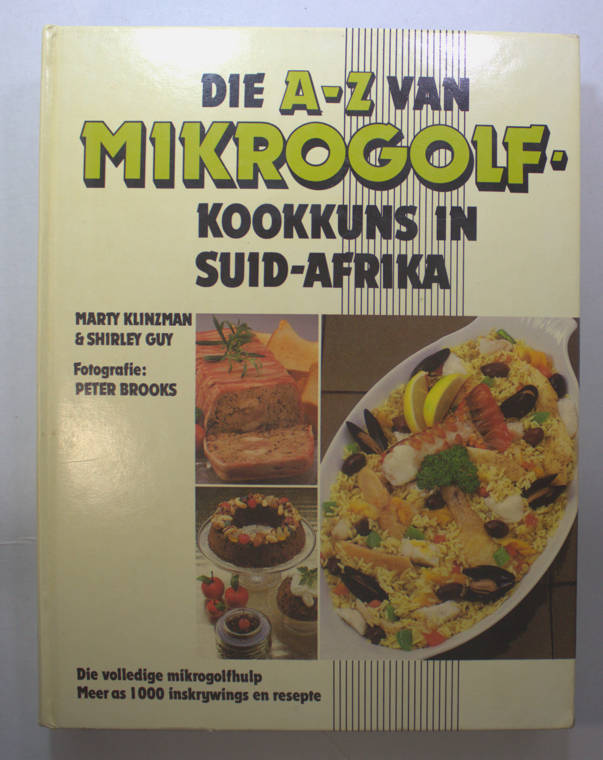 DIE A-Z VAN
MIKROGOLF-
KOOKKUNS IN
SUID-AFRIKA
MARTY KLINZMAN
& SHIRLEY GUY
Fotografie:
PETER BROOKS
Die volledige mikrogolfhulp
Meer as 1000 inskrywings en resepte